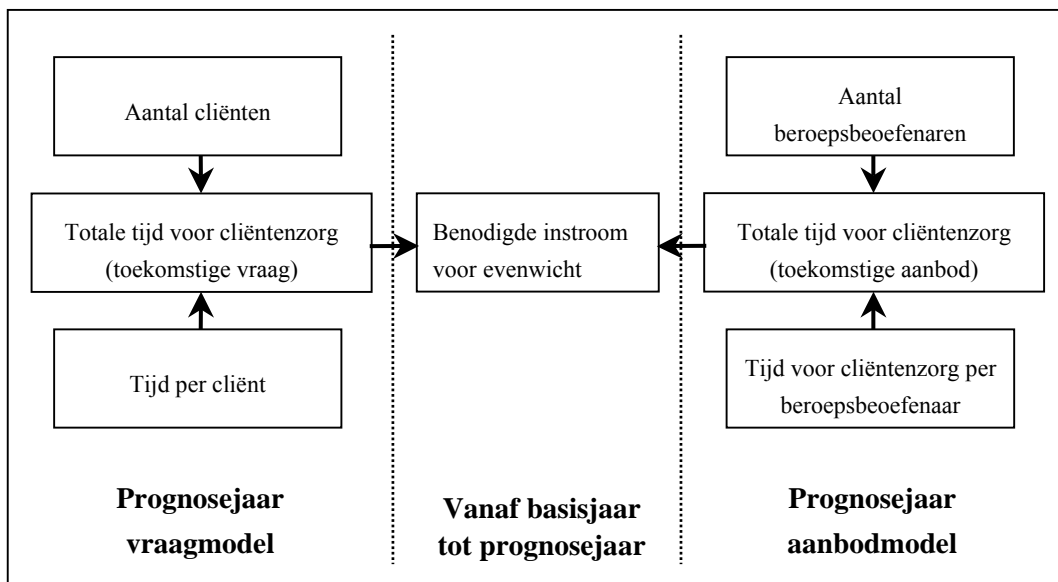 Aantal cliënten
Totale tijd voor cliëntenzorg
(toekomstige vraag)
Tijd per cliënt
Prognosejaar
vraagmodel
Benodigde instroom
voor evenwicht
Vanaf basisjaar
tot prognosejaar
Aantal
beroepsbeoefenaren
Totale tijd voor cliëntenzorg
(toekomstige aanbod)
Tijd voor cliëntenzorg per
beroepsbeoefenaar
Prognosejaar
aanbodmodel